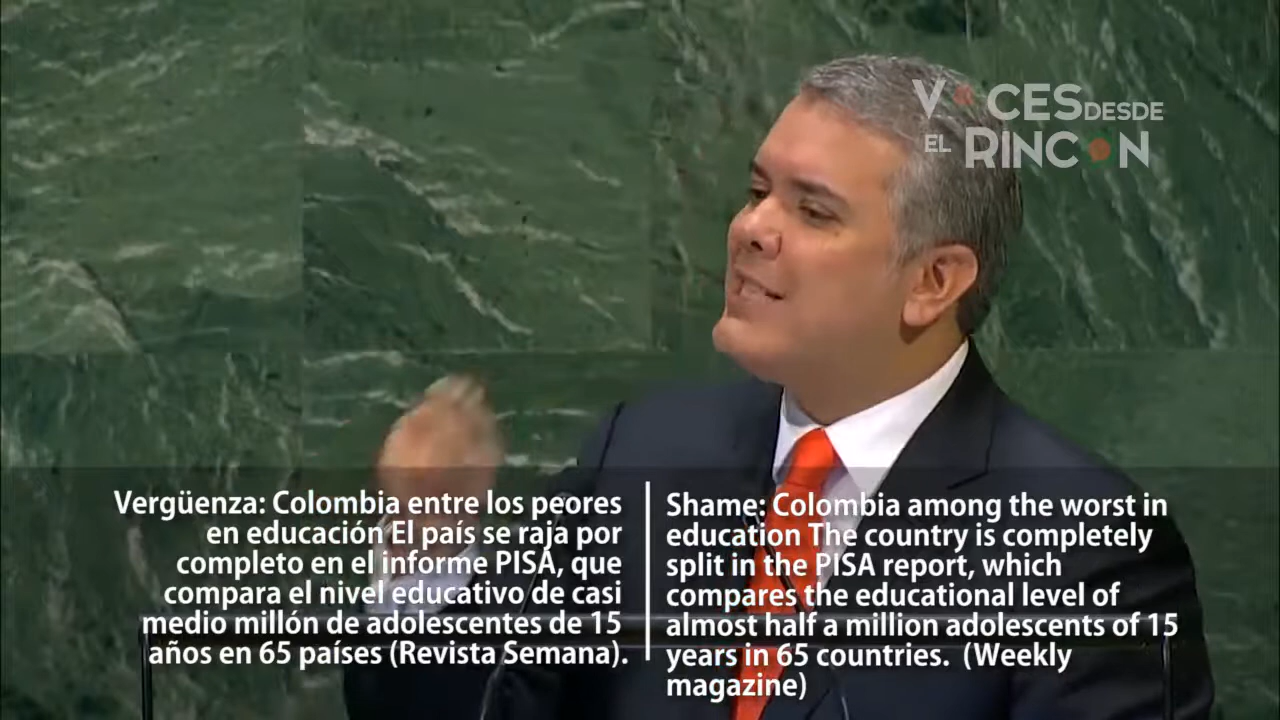 VOCES DESDE
EL RINCON
Vergüenza: Colombia entre los peores
en educación El país se raja por
completo en el informe PISA, que
compara el nivel educativo de casi
medio millón de adolescentes de 15
años en 65 países (Revista Semana).
Shame: Colombia among the worst in
education The country is completely
split in the PISA report, which
compares the educational level of
almost half a million adolescents of 15
years in 65 countries. (Weekly
magazine)